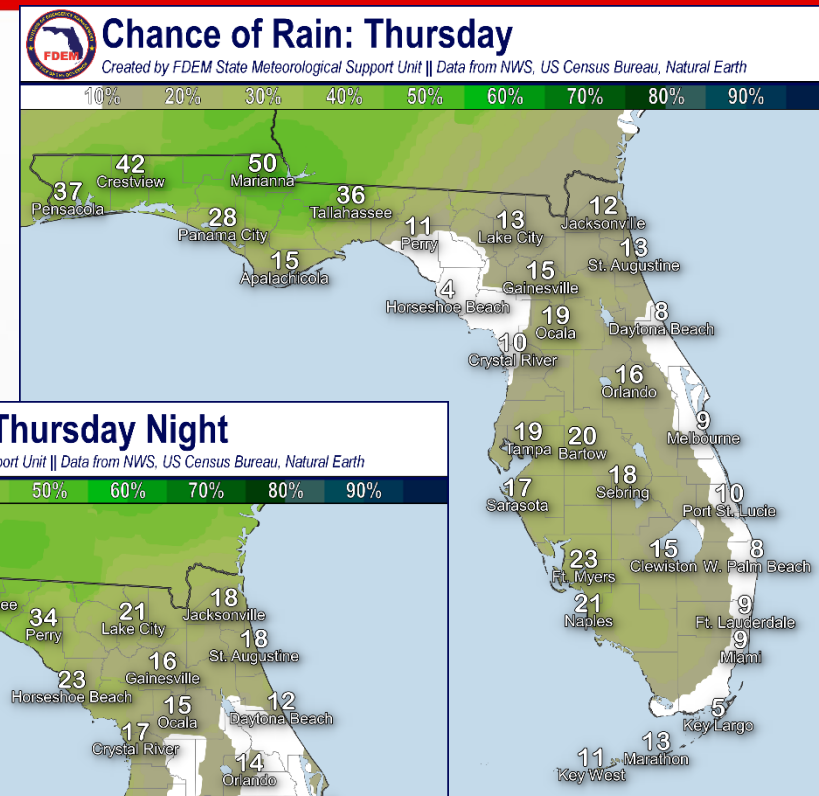 FDEM
Chance of Rain: Thursday
Created by FDEM State Meteorological Support Unit || Data from NWS, US Census Bureau, Natural Earth
10% 20% 30% 40% 50% 60% 70% 80% 90%
42
Crestview
50
Marianna
37
Pensacola
36
Tallahassee
28
Panama City
11
Perry
13
Lake City
12
Jacksonville
15
Apalachicola
13
St. Augustine
15
Gainesville
4
Horseshoe Beach
19
Ocala
8
Daytona Beach
10
Crystal River
16
Orlando
9
Melbourne
19
Tampa
20
Bartow
18
Sebring
17
Sarasota
10
Port St. Lucie
15
Clewiston
8
W. Palm Beach
23
Ft. Myers
21
Naples
9
Ft. Lauderdale
9
Miami
5
Key Largo
13
Marathon
11
Key West
Thursday Night
port Unit || Data from NWS, US Census Bureau, Natural Earth
50% 60% 70% 80% 90%
ee
34
Perry
21
Lake City
18
Jacksonville
18
St. Augustine
16
Gainesville
23
Horseshoe Beach
15
Ocala
12
Daytona Beach
17
Crystal River
14
Orlando